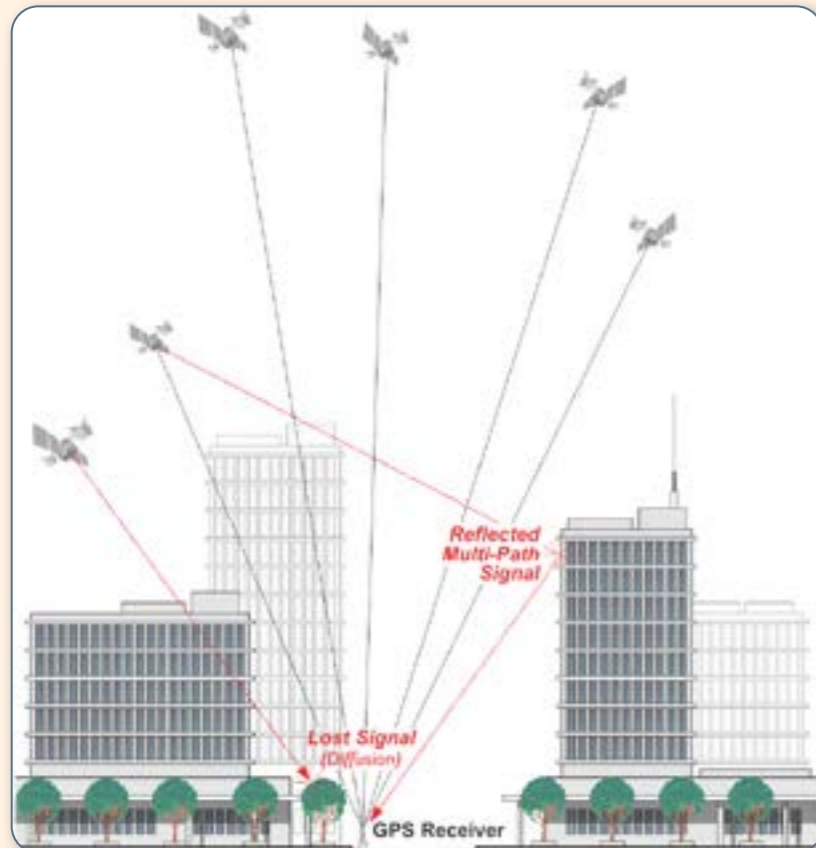 Reflected
Multi-Path
Signal
Lost Signal
(Diffusion)
GPS Receiver